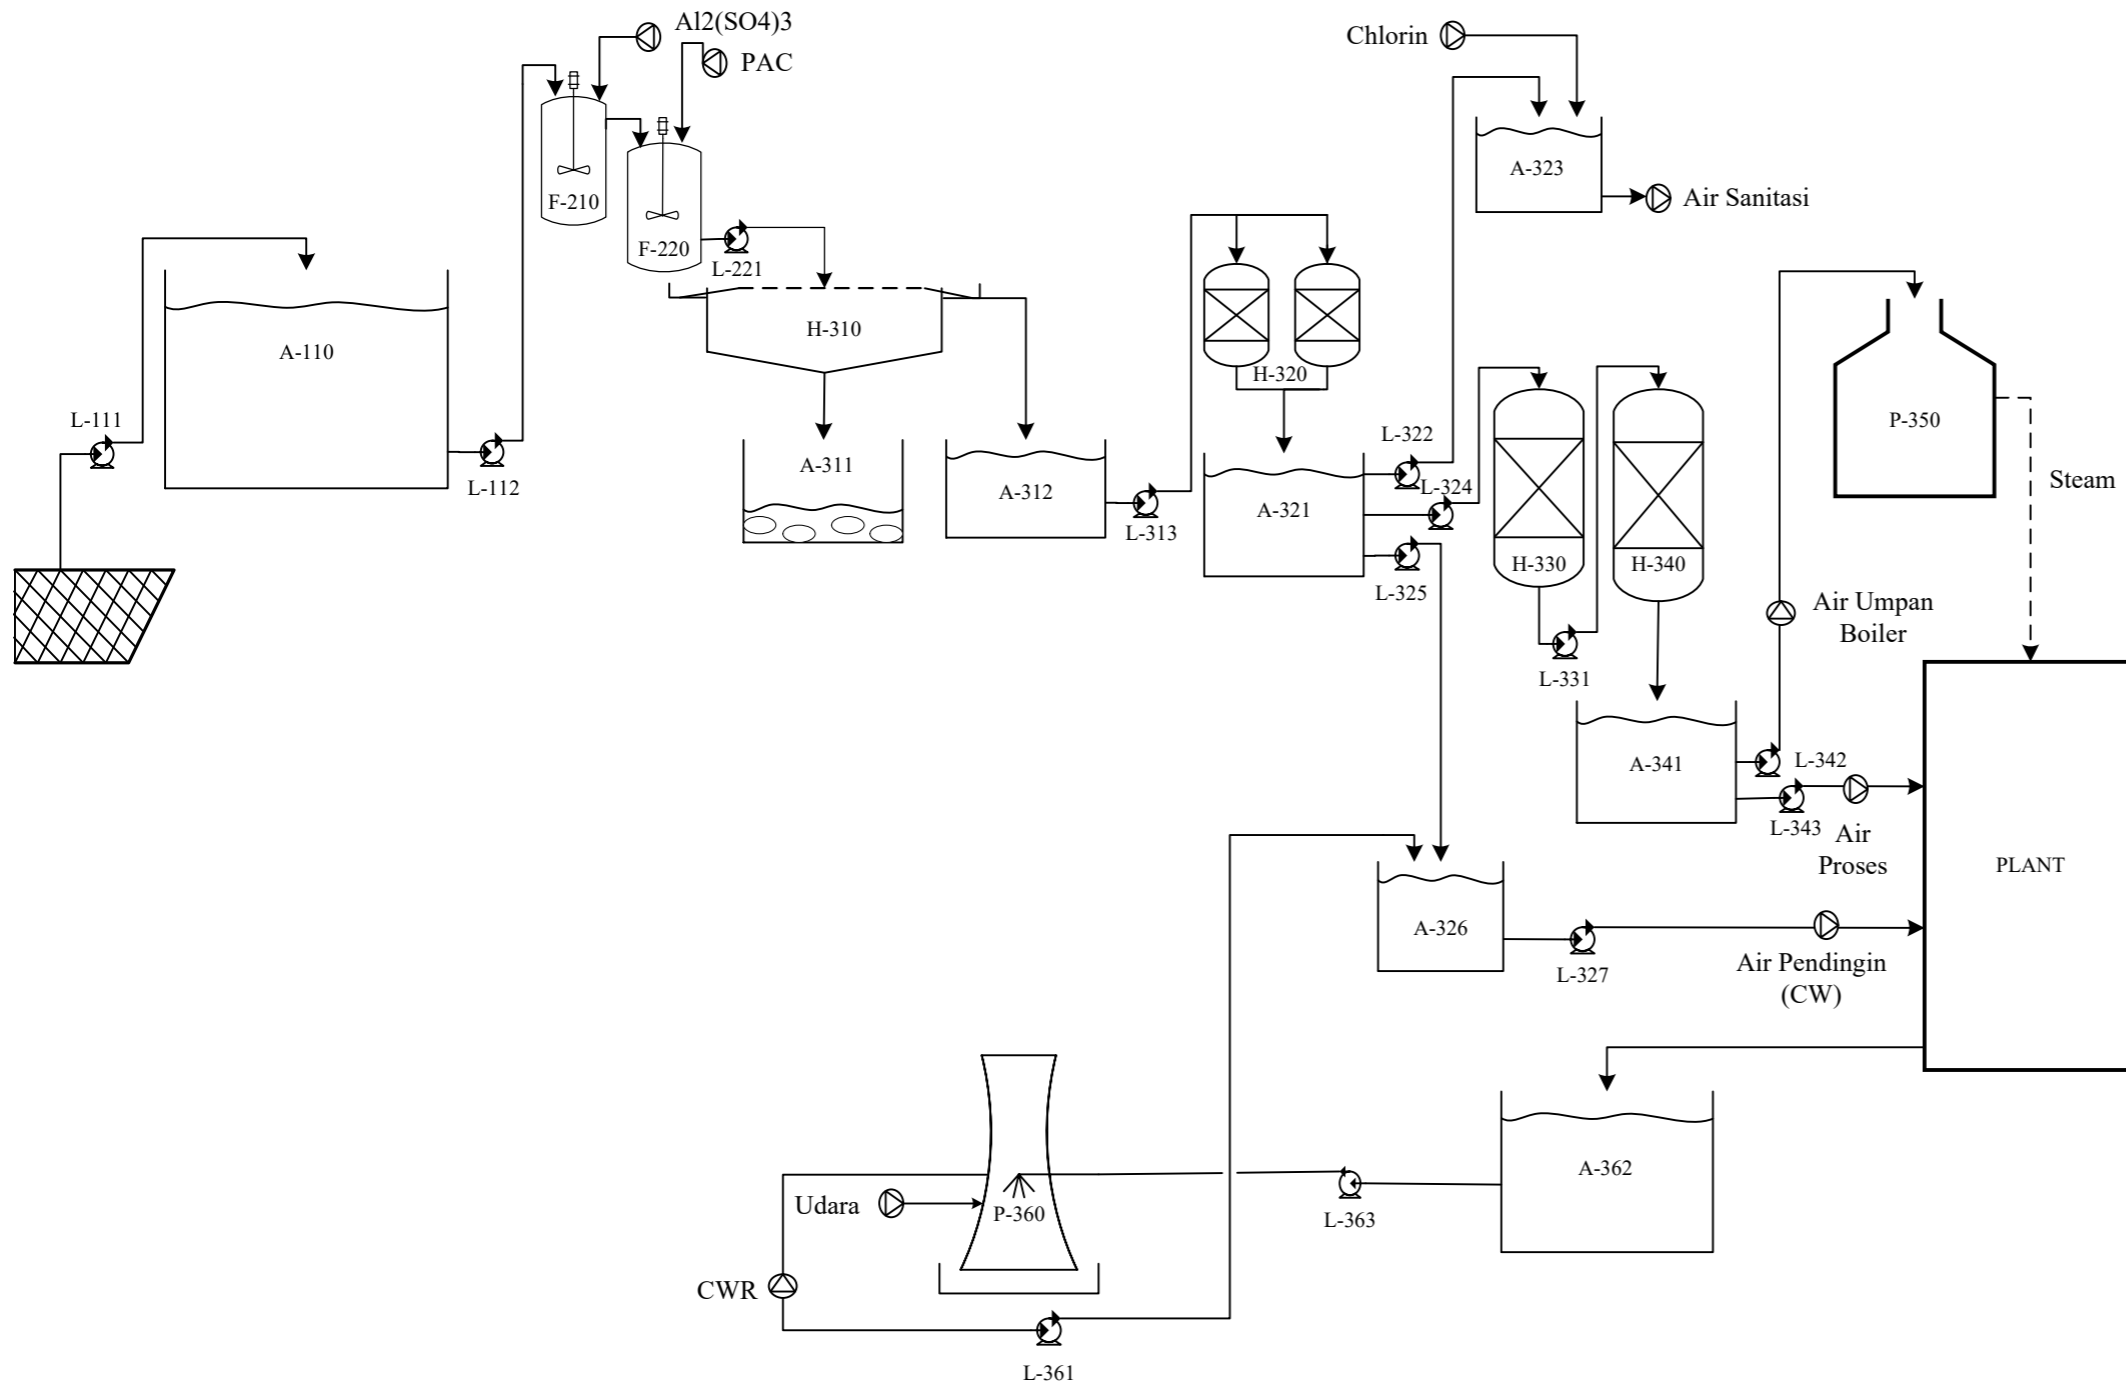 Al2(SO4)3
PAC
Chlorin
F-210
F-220
L-221
A-323
Air Sanitasi
A-110
L-111
L-112
H-310
A-311
A-312
L-313
H-320
A-321
L-322
L-324
L-325
H-330
H-340
L-331
P-350
Steam
Air Umpan
Boiler
A-341
L-342
L-343
Air
Proses
PLANT
A-326
L-327
Air Pendingin
(CW)
A-362
L-363
Udara
P-360
CWR
L-361